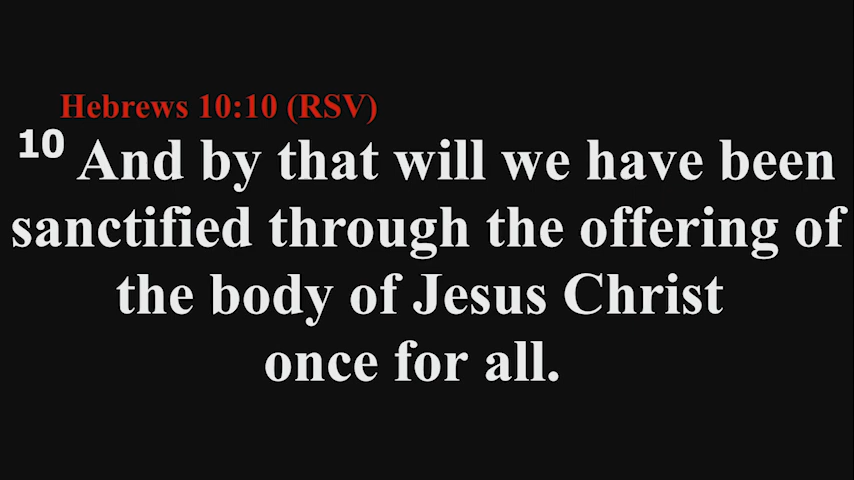 Hebrews 10:10 (RSV)
10 And by that will we have been
sanctified through the offering of
the body of Jesus Christ
once for all.